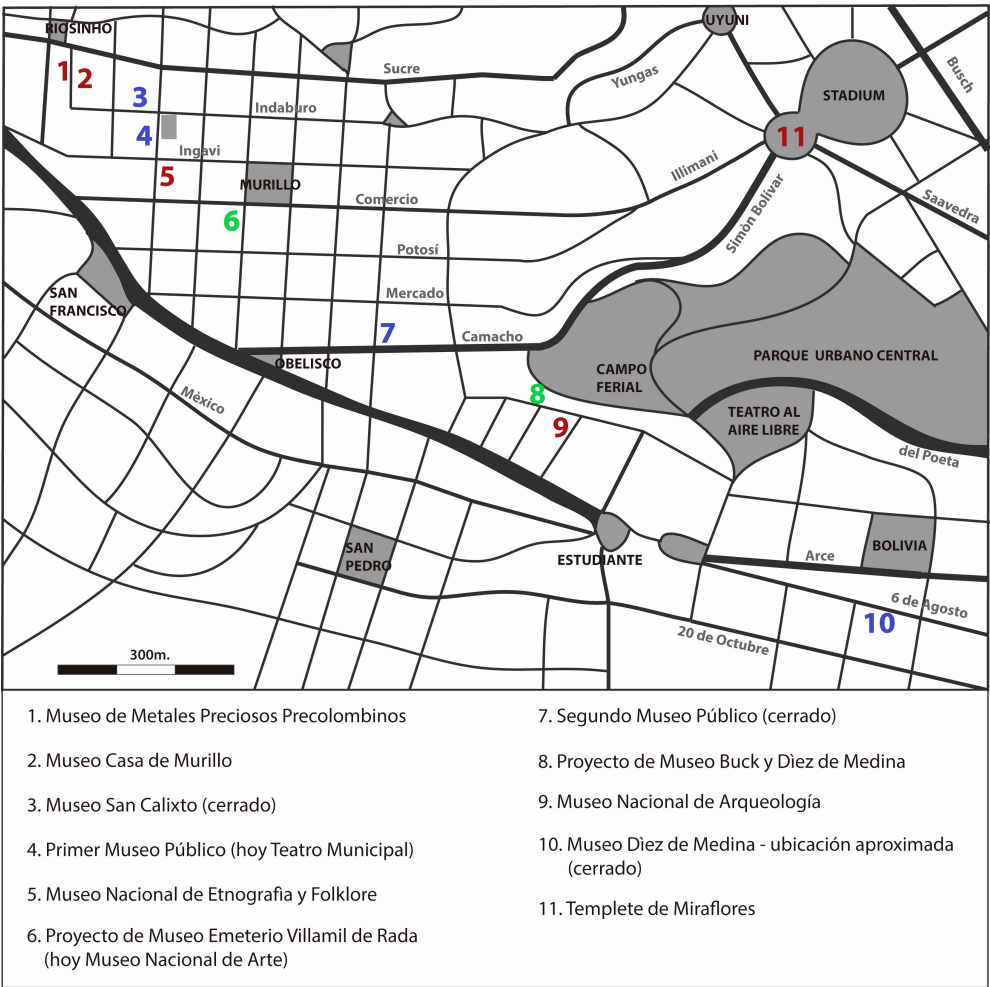 RIOSINHO
UYUNI
Sucre
Yungas
Busch
STADIUM
1
2
3
Indaburo
4
Ingavi
11
5
MURILLO
Illimani
Comercio
Simòn Bolívar
Saavedra
6
Potosí
SAN
FRANCISCO
Mercado
7
Camacho
OBELISCO
CAMPO
FERIAL
PARQUE URBANO CENTRAL
Mèxico
8
9
TEATRO AL
AIRE LIBRE
del Poeta
SAN
PEDRO
ESTUDIANTE
Arce
BOLIVIA
6 de Agosto
10
20 de Octubre
300m.
1. Museo de Metales Preciosos Precolombinos
2. Museo Casa de Murillo
3. Museo San Calixto (cerrado)
4. Primer Museo Público (hoy Teatro Municipal)
5. Museo Nacional de Etnografia y Folklore
6. Proyecto de Museo Emeterio Villamil de Rada
(hoy Museo Nacional de Arte)
7. Segundo Museo Público (cerrado)
8. Proyecto de Museo Buck y Dìez de Medina
9. Museo Nacional de Arqueología
10. Museo Dìez de Medina - ubicación aproximada
(cerrado)
11. Templete de Miraflores